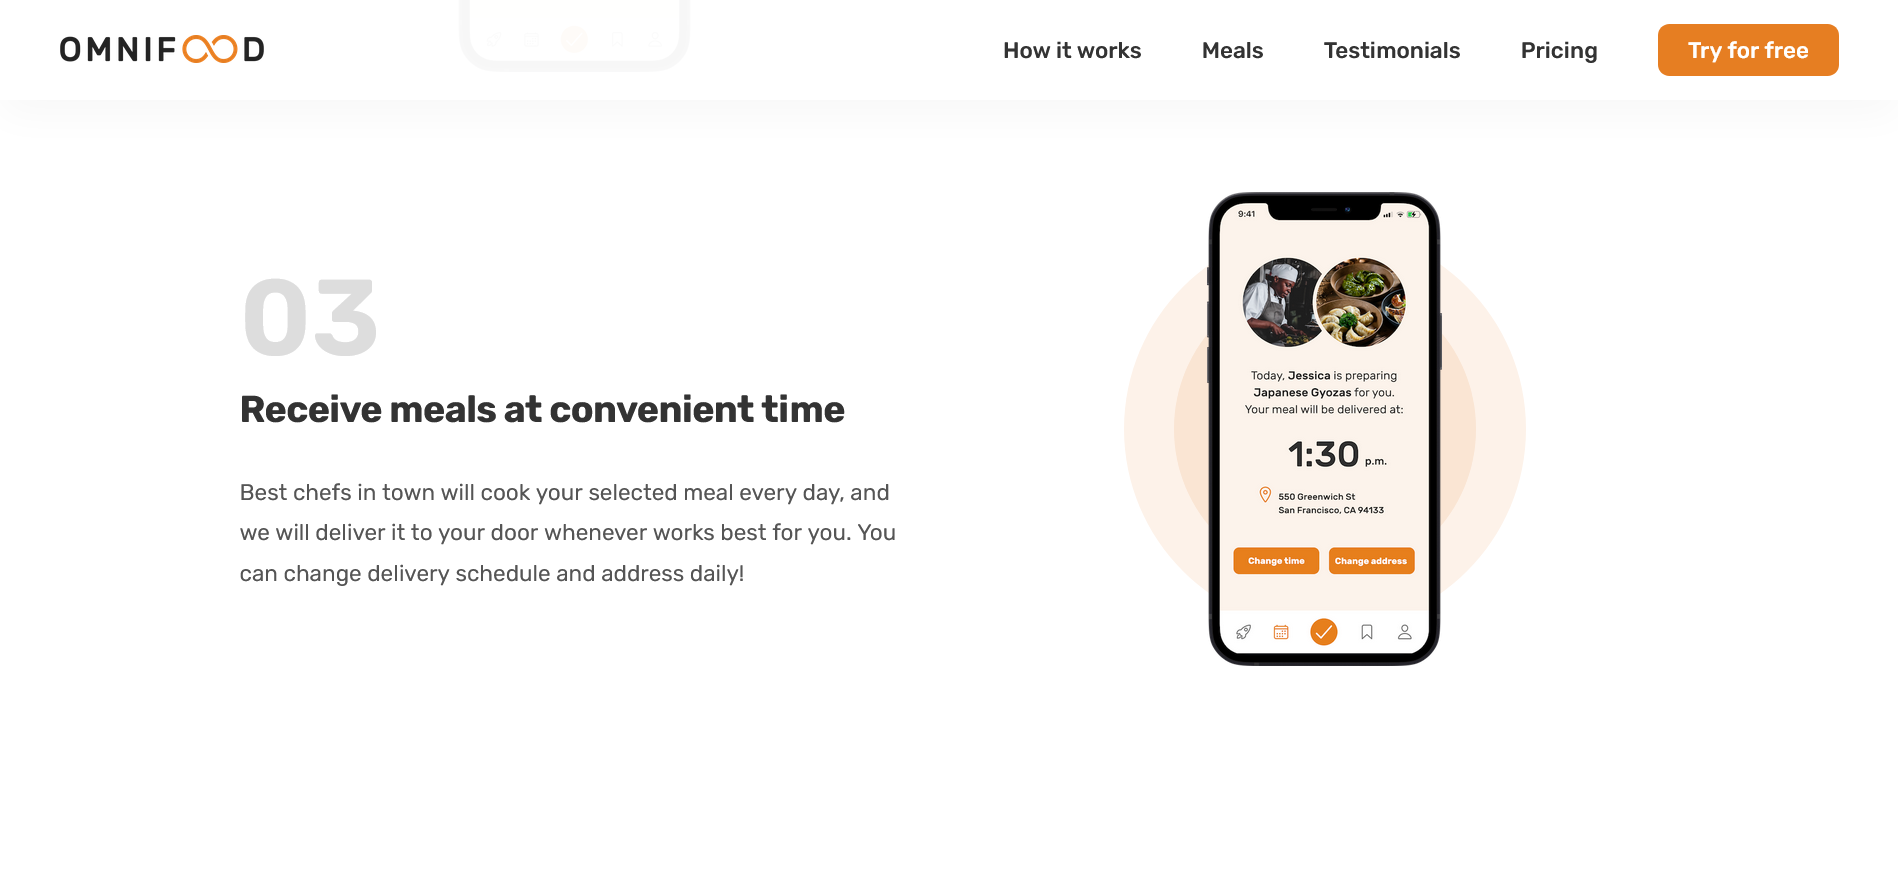 OMNIFOOD
How it works
Meals
Testimonials
Pricing
Try for free
03
Receive meals at convenient time
Best chefs in town will cook your selected meal every day, and
we will deliver it to your door whenever works best for you. You
can change delivery schedule and address daily!
9:41
Today, Jessica is preparing
Japanese Gyozas for you.
Your meal will be delivered at:
1:30 p.m.
550 Greenwich St
San Francisco, CA 94133
Change time
Change address